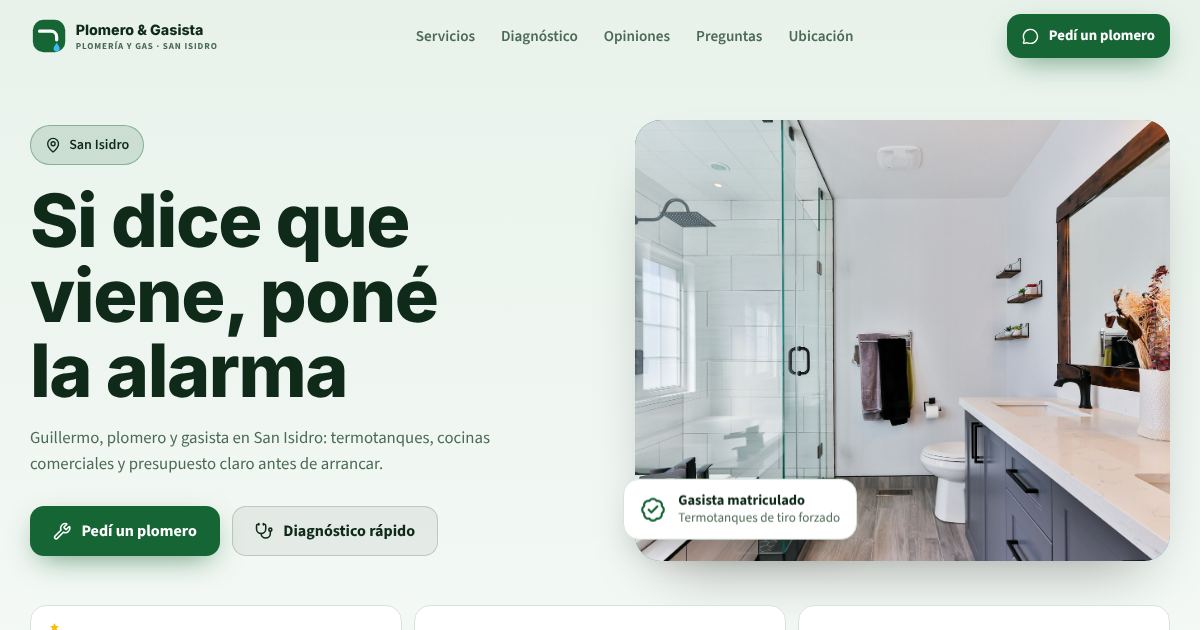 Plomero & Gasista
PLOMERÍA Y GAS · SAN ISIDRO
Servicios
Diagnóstico
Opiniones
Preguntas
Ubicación
Pedí un plomero
San Isidro
Si dice que
viene, poné
la alarma
Guillermo, plomero y gasista en San Isidro: termotanques, cocinas
comerciales y presupuesto claro antes de arrancar.
Pedí un plomero
Diagnóstico rápido
Gasista matriculado
Termotanques de tiro forzado